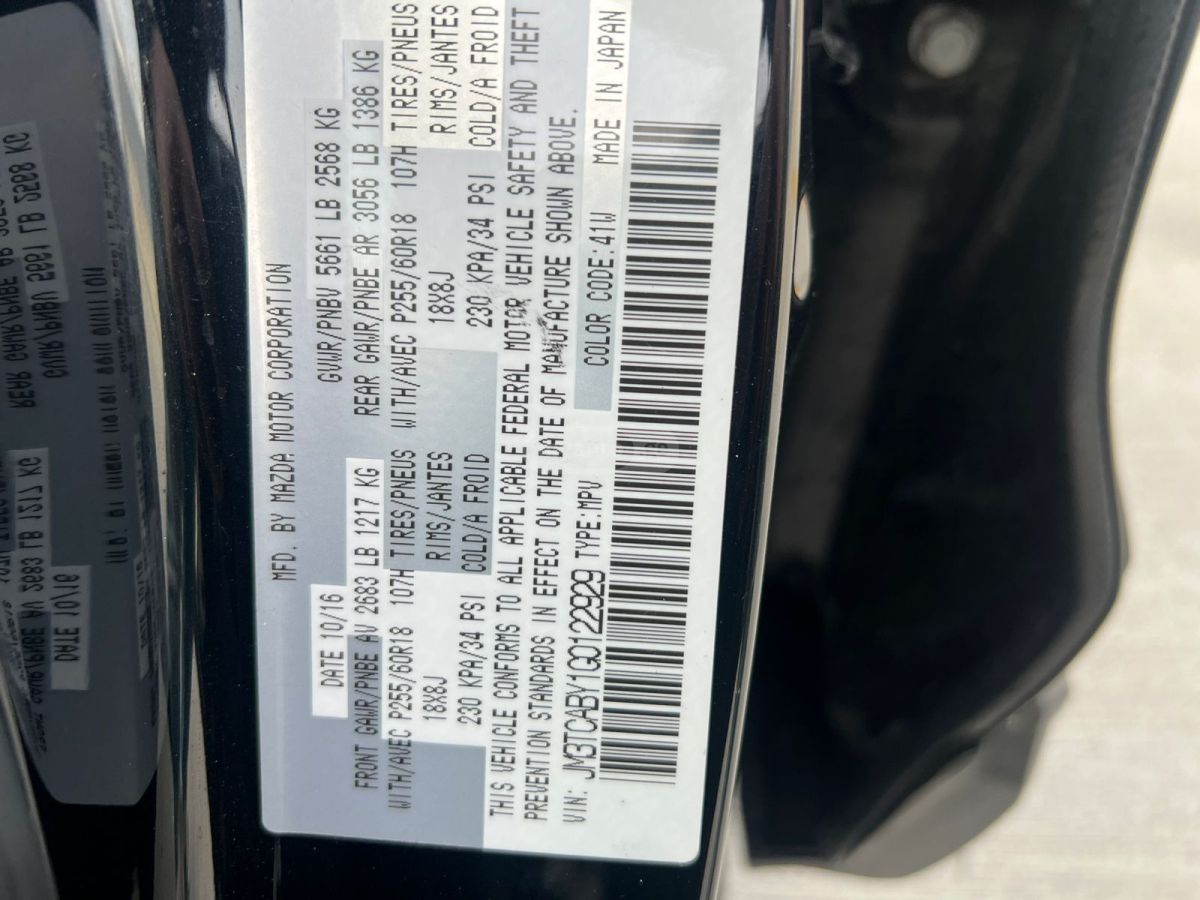 MFD. BY MAZDA MOTOR CORPORATION
DATE 10/16 GVWR/PNBV 5661 LB 2568 KG
FRONT GAWR/PNBE AV 2683 LB 1217 KG REAR GAWR/PNBE AR 3056 LB 1386 KG
WITH/AVEC P255/60R18 107H TIRES/PNEUS WITH/AVEC P255/60R18 107H TIRES/PNEUS
18X8J RIMS/JANTES 18X8J RIMS/JANTES
230 KPA/34 PSI COLD/A FROID 230 KPA/34 PSI COLD/A FROID
THIS VEHICLE CONFORMS TO ALL APPLICABLE FEDERAL MOTOR VEHICLE SAFETY AND THEFT
PREVENTION STANDARDS IN EFFECT ON THE DATE OF MANUFACTURE SHOWN ABOVE.
VIN: JM3TCABY1G0122929 TYPE:MPV COLOR CODE:41W MADE IN JAPAN